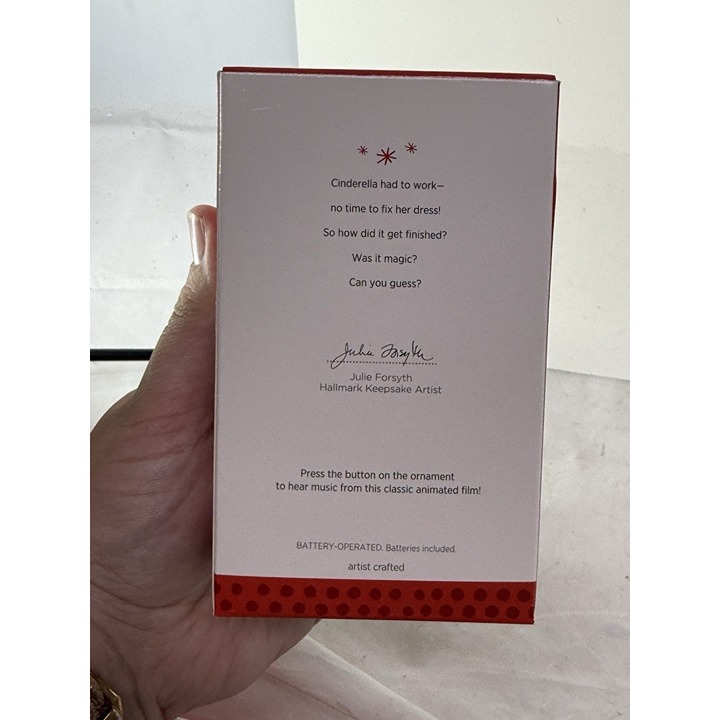 Cinderella had to work—
no time to fix her dress!
So how did it get finished?
Was it magic?
Can you guess?
Julie Forsyth
Julie Forsyth
Hallmark Keepsake Artist
Press the button on the ornament
to hear music from this classic animated film!
BATTERY-OPERATED. Batteries included.
artist crafted